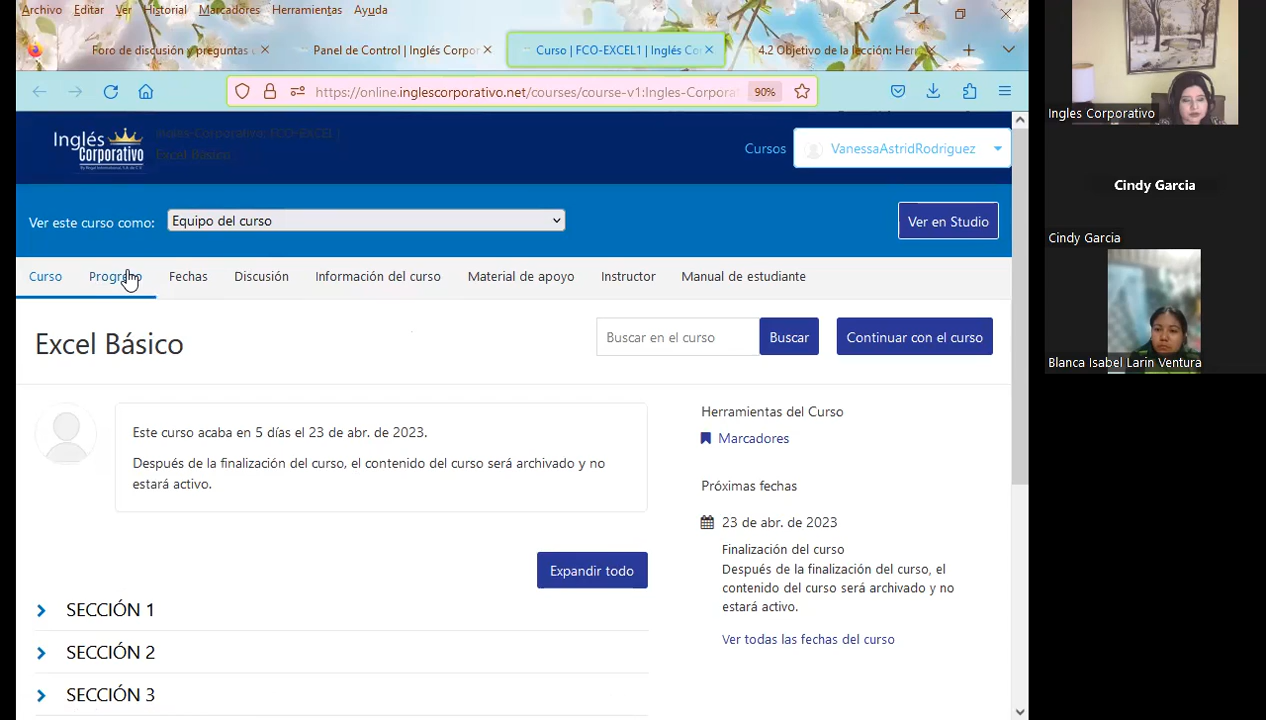 Archivo Editar Ver Historial Marcadores Herramientas Ayuda
Foro de discusión y preguntas
Panel de Control | Inglés Corpor
Curso | FCO-EXCEL1 | Inglés Co
4.2 Objetivo de la lección: Her
https://online.inglescorporativo.net/courses/course-v1:Ingles-Corporat
90%
Inglés
Corporativo
Ingles-Corporativo: FCO-EXCEL1
Excel Básico
Cursos
VanessaAstridRodriguez
Ver este curso como:
Equipo del curso
Ver en Studio
Curso
Progreso
Fechas
Discusión
Información del curso
Material de apoyo
Instructor
Manual de estudiante
Excel Básico
Buscar en el curso
Buscar
Continuar con el curso
Este curso acaba en 5 días el 23 de abr. de 2023.
Después de la finalización del curso, el contenido del curso será archivado y no
estará activo.
Expandir todo
SECCIÓN 1
SECCIÓN 2
SECCIÓN 3
Herramientas del Curso
Marcadores
Próximas fechas
23 de abr. de 2023
Finalización del curso
Después de la finalización del curso, el
contenido del curso será archivado y no
estará activo.
Ver todas las fechas del curso
Ingles Corporativo
Cindy Garcia
Cindy Garcia
Blanca Isabel Larin Ventura